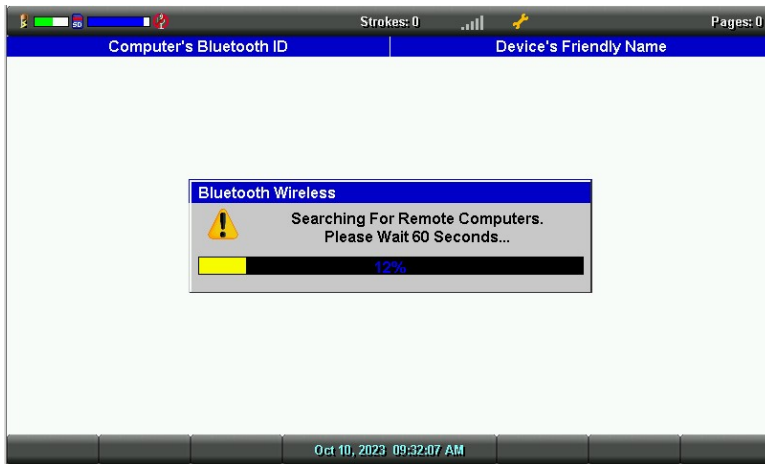 SD
Strokes: 0
Pages: 0
Computer's Bluetooth ID
Device's Friendly Name
Bluetooth Wireless
Searching For Remote Computers.
Please Wait 60 Seconds...
12%
Oct 10, 2023 09:32:07 AM